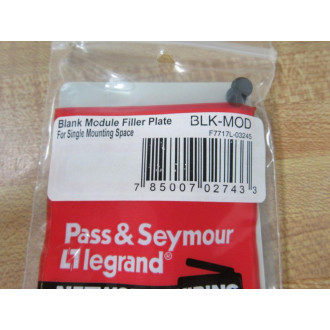 Blank Module Filler Plate BLK-MOD
For Single Mounting Space F7717L-03245
7 85007 02743 3
Pass & Seymour
legrand®